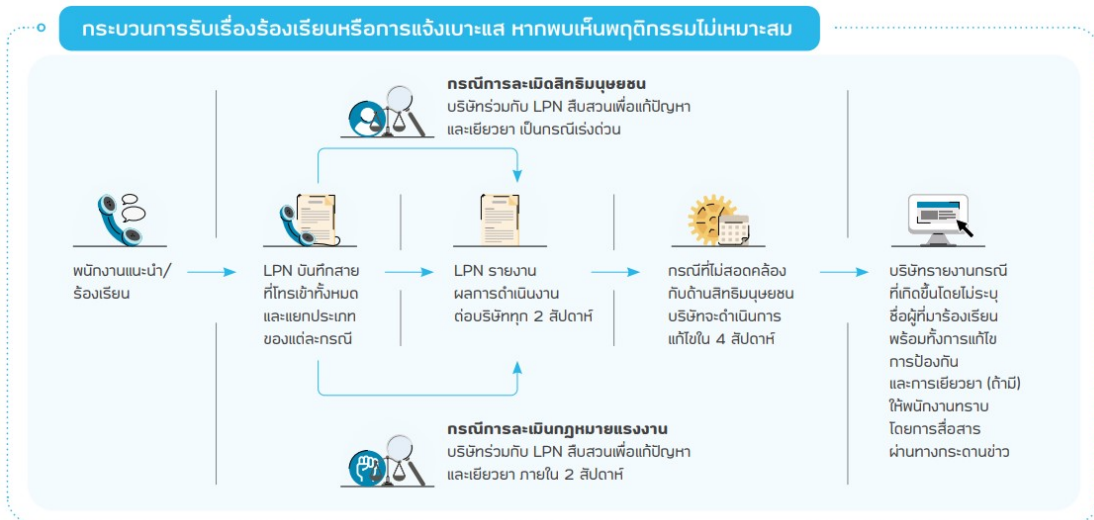 กระบวนการรับเรื่องร้องเรียนหรือการแจ้งเบาะแส หากพบเห็นพฤติกรรมไม่เหมาะสม
กรณีการละเมิดสิทธิมนุษยชน
บริษัทร่วมกับ LPN สืบสวนเพื่อแก้ปัญหา
และเยียวยา เป็นกรณีเร่งด่วน
พนักงานแนะนำ/
ร้องเรียน
LPN บันทึกสาย
ที่โทรเข้าทั้งหมด
และแยกประเภท
ของแต่ละกรณี
LPN รายงาน
ผลการดำเนินงาน
ต่อบริษัททุก 2 สัปดาห์
กรณีที่ไม่สอดคล้อง
กับด้านสิทธิมนุษยชน
บริษัทจะดำเนินการ
แก้ไขใน 4 สัปดาห์
บริษัทรายงานกรณี
ที่เกิดขึ้นโดยไม่ระบุ
ชื่อผู้ที่มาร้องเรียน
พร้อมทั้งการแก้ไข
การป้องกัน
และการเยียวยา (ถ้ามี)
ให้พนักงานทราบ
โดยการสื่อสาร
ผ่านทางกระดานข่าว
กรณีการละเมินกฎหมายแรงงาน
บริษัทร่วมกับ LPN สืบสวนเพื่อแก้ปัญหา
และเยียวยา ภายใน 2 สัปดาห์